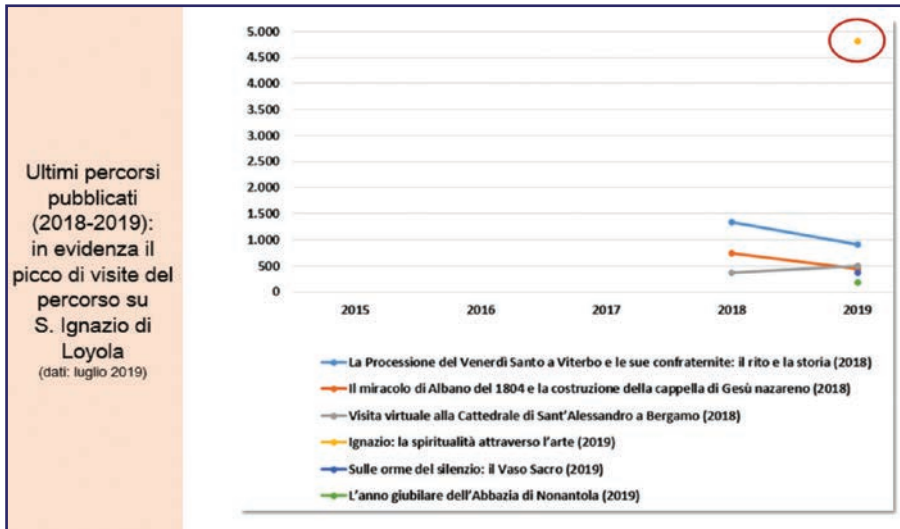 Ultimi percorsi
pubblicati
(2018-2019):
in evidenza il
picco di visite del
percorso su
S. Ignazio di
Loyola
(dati: luglio 2019)
5.000
4.500
4.000
3.500
3.000
2.500
2.000
1.500
1.000
500
0
2015 2016 2017 2018 2019
La Processione del Venerdì Santo a Viterbo e le sue confraternite: il rito e la storia (2018)
Il miracolo di Albano del 1804 e la costruzione della cappella di Gesù nazareno (2018)
Visita virtuale alla Cattedrale di Sant'Alessandro a Bergamo (2018)
Ignazio: la spiritualità attraverso l'arte (2019)
Sulle orme del silenzio: il Vaso Sacro (2019)
L'anno giubilare dell'Abbazia di Nonantola (2019)